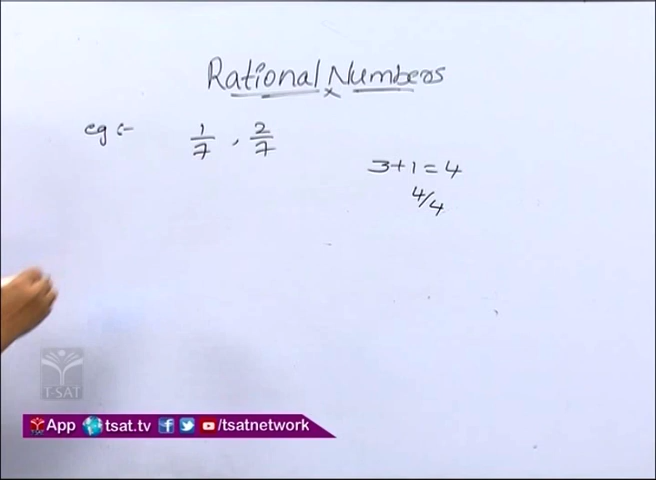 Rational Numbers
eg :- 1/7 , 2/7
3+1=4
4/4
T-SAT
App tsat.tv /tsatnetwork